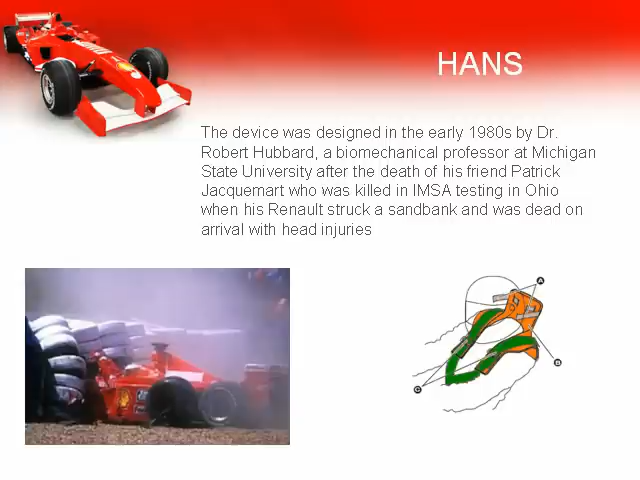 HANS
The device was designed in the early 1980s by Dr.
Robert Hubbard, a biomechanical professor at Michigan
State University after the death of his friend Patrick
Jacquemart who was killed in IMSA testing in Ohio
when his Renault struck a sandbank and was dead on
arrival with head injuries
A
B
C